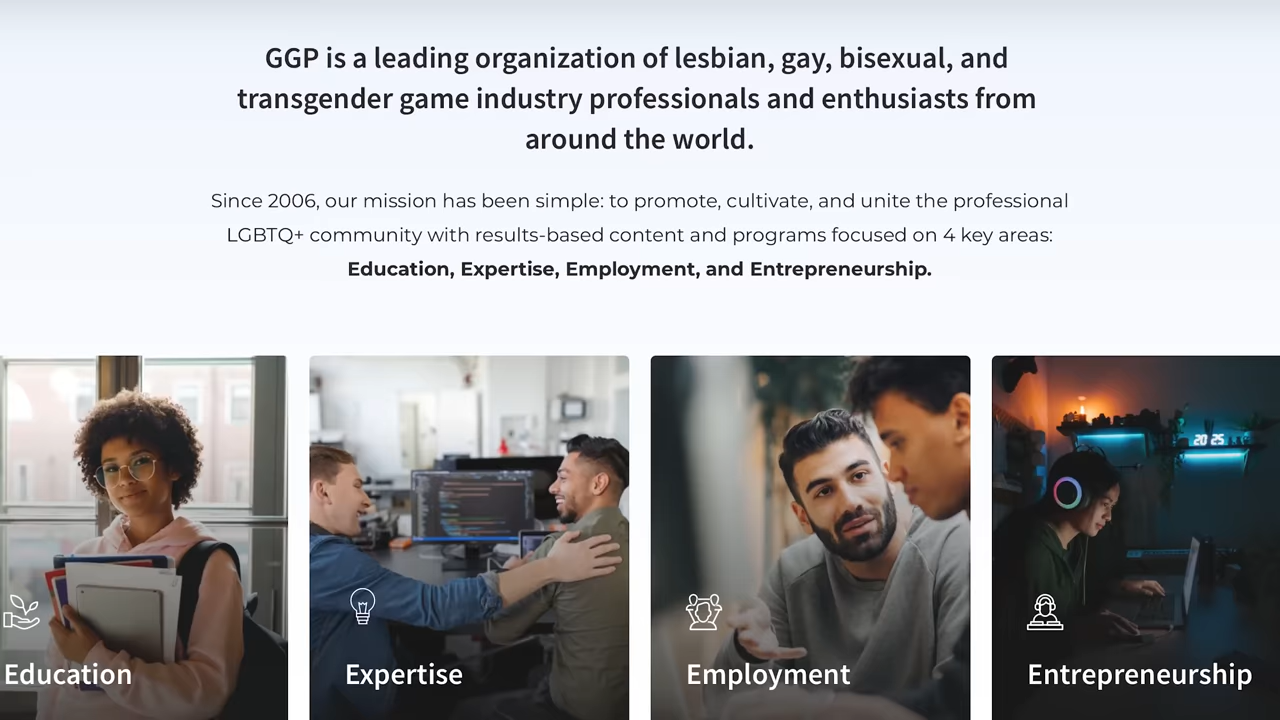 GGP is a leading organization of lesbian, gay, bisexual, and
transgender game industry professionals and enthusiasts from
around the world.
Since 2006, our mission has been simple: to promote, cultivate, and unite the professional
LGBTQ+ community with results-based content and programs focused on 4 key areas:
Education, Expertise, Employment, and Entrepreneurship.
20 25
Education
Expertise
Employment
Entrepreneurship